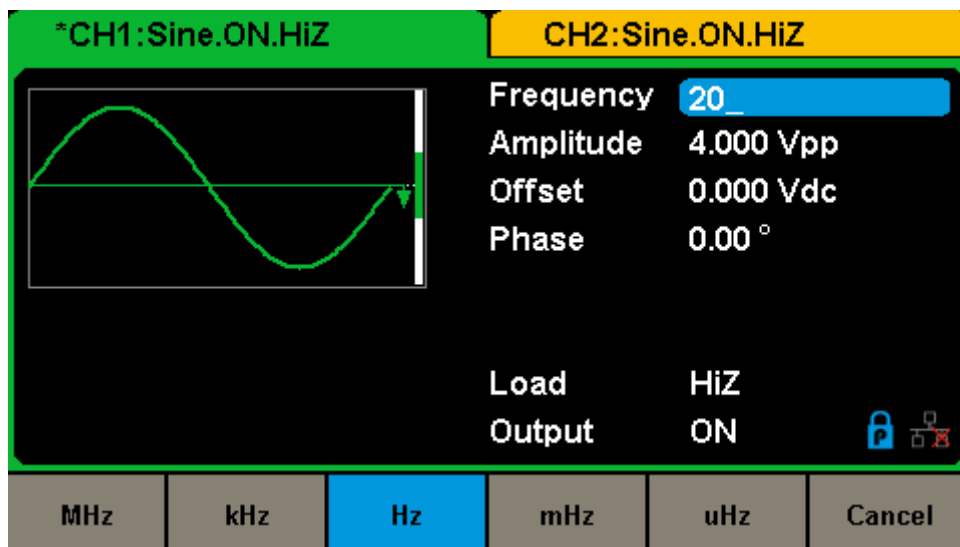 *CH1:Sine.ON.HiZ
CH2:Sine.ON.HiZ
Frequency 20_
Amplitude 4.000 Vpp
Offset 0.000 Vdc
Phase 0.00 °
Load HiZ
Output ON
P
MHz kHz Hz mHz uHz Cancel